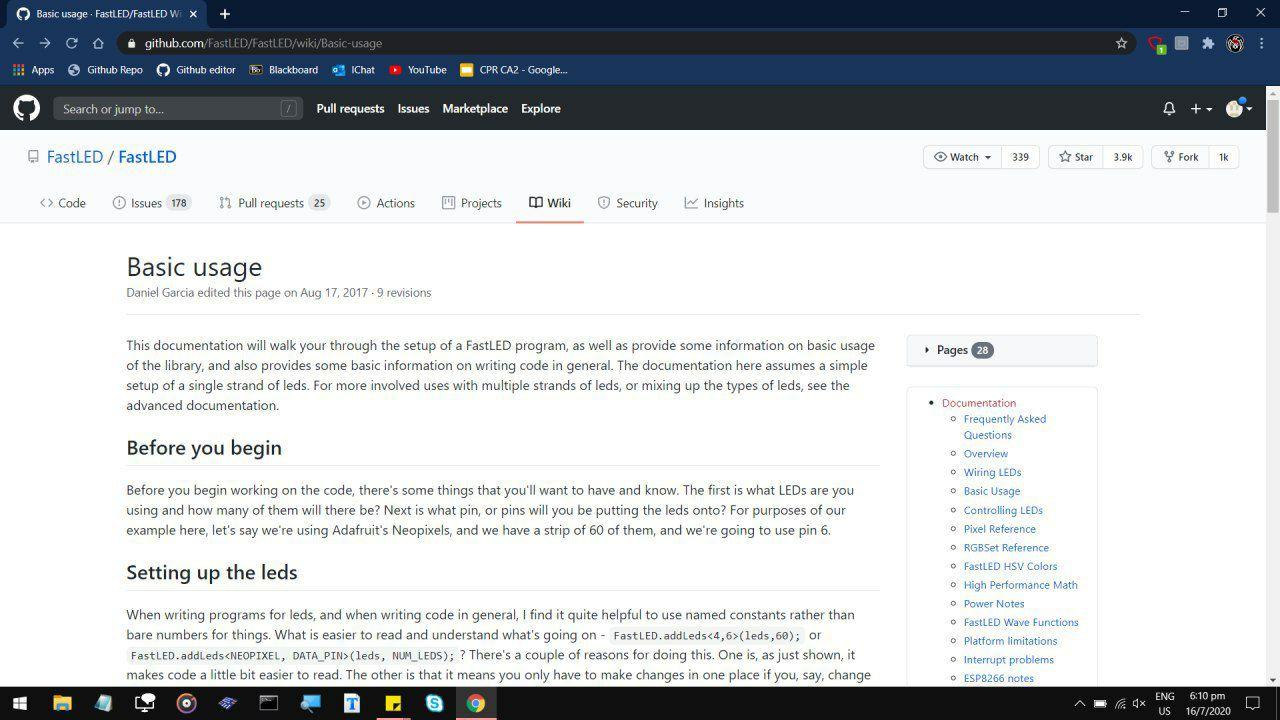 Basic usage · FastLED/FastLED Wi
github.com/FastLED/FastLED/wiki/Basic-usage
1
Apps
Github Repo
Github editor
Blackboard
IChat
YouTube
CPR CA2 - Google...
Search or jump to...
/
Pull requests
Issues
Marketplace
Explore
FastLED / FastLED
Watch
339
Star
3.9k
Fork
1k
Code
Issues 178
Pull requests 25
Actions
Projects
Wiki
Security
Insights
Basic usage
Daniel Garcia edited this page on Aug 17, 2017 · 9 revisions
This documentation will walk your through the setup of a FastLED program, as well as provide some information on basic usage
of the library, and also provides some basic information on writing code in general. The documentation here assumes a simple
setup of a single strand of leds. For more involved uses with multiple strands of leds, or mixing up the types of leds, see the
advanced documentation.
Before you begin
Before you begin working on the code, there's some things that you'll want to have and know. The first is what LEDs are you
using and how many of them will there be? Next is what pin, or pins will you be putting the leds onto? For purposes of our
example here, let's say we're using Adafruit's Neopixels, and we have a strip of 60 of them, and we're going to use pin 6.
Setting up the leds
When writing programs for leds, and when writing code in general, I find it quite helpful to use named constants rather than
bare numbers for things. What is easier to read and understand what's going on - FastLED.addLeds<4,6>(leds,60); or
FastLED.addLeds<NEOPIXEL, DATA_PIN>(leds, NUM_LEDS); ? There's a couple of reasons for doing this. One is, as just shown, it
makes code a little bit easier to read. The other is that it means you only have to make changes in one place if you, say, change
Pages 28
Documentation
Frequently Asked
Questions
Overview
Wiring LEDs
Basic Usage
Controlling LEDs
Pixel Reference
RGBSet Reference
FastLED HSV Colors
High Performance Math
Power Notes
FastLED Wave Functions
Platform limitations
Interrupt problems
ESP8266 notes
ENG
US
6:10 pm
16/7/2020